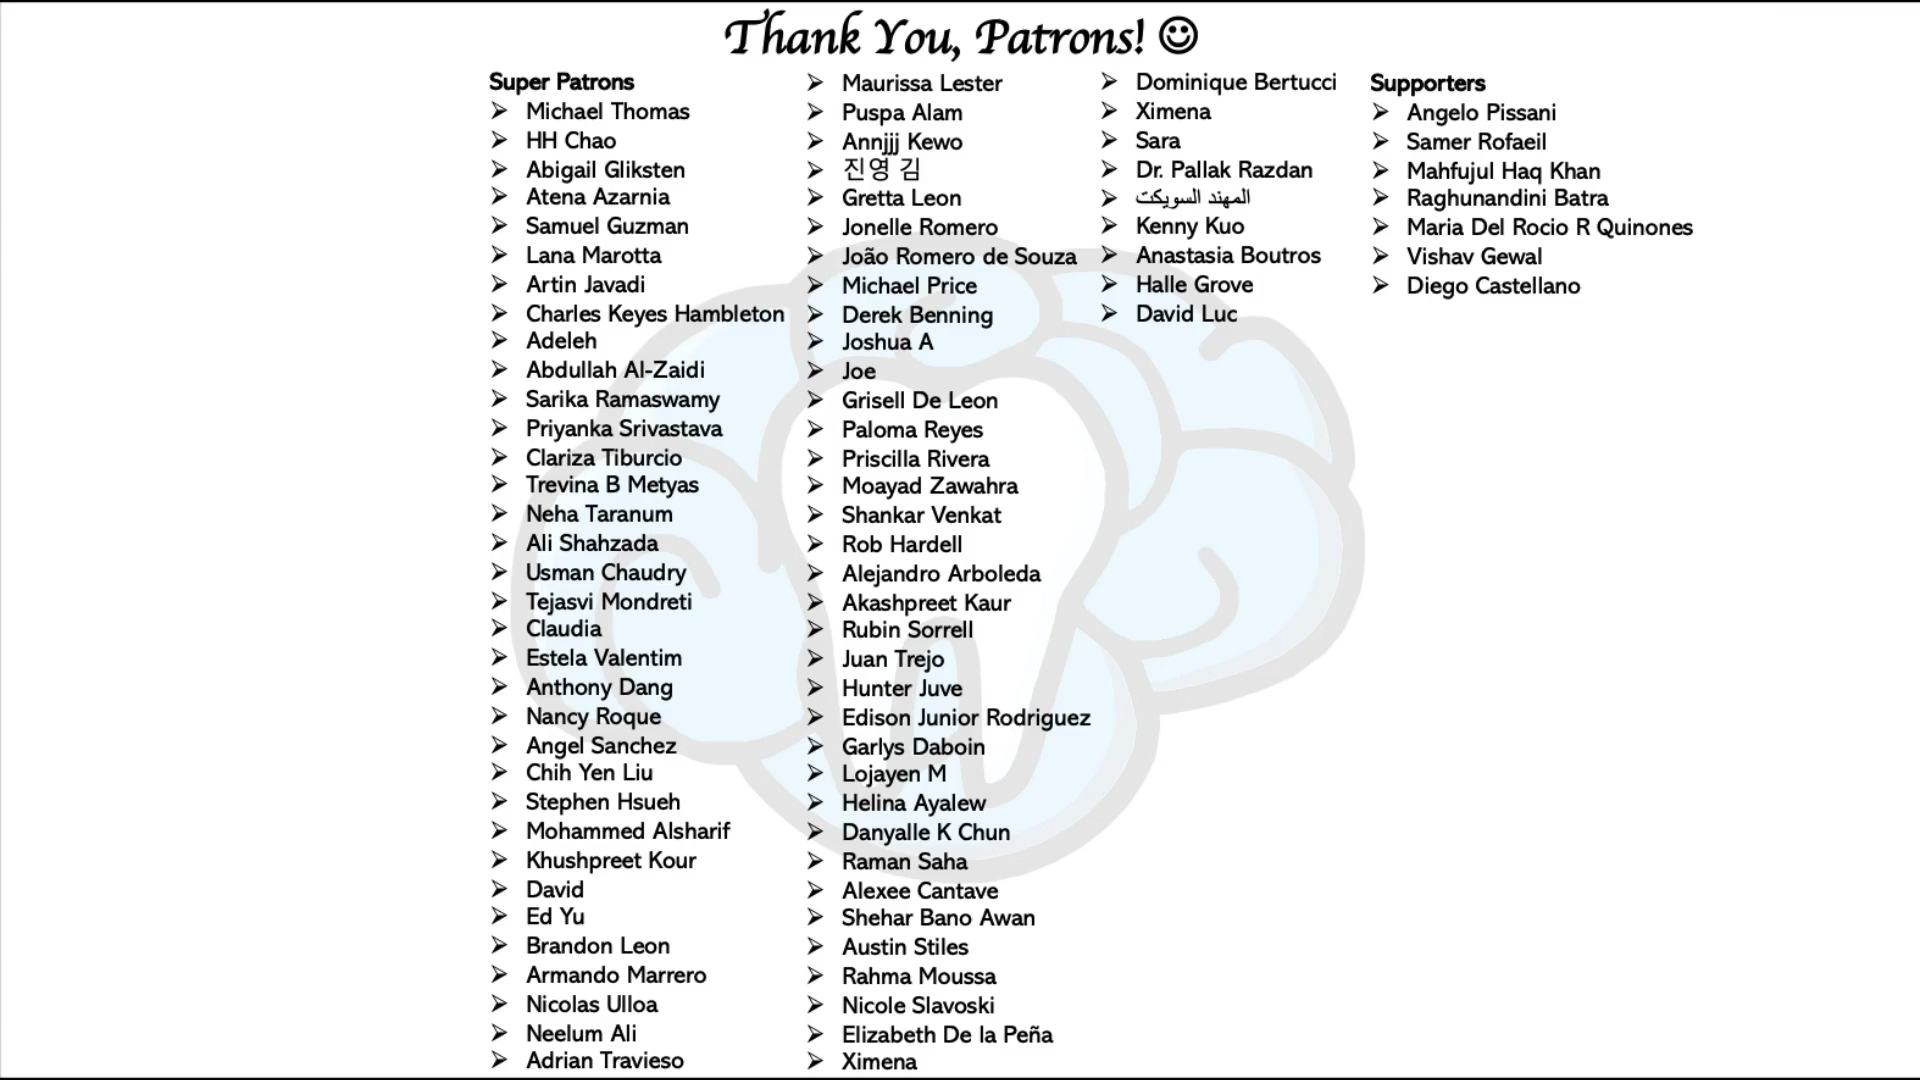 Thank You, Patrons! ☺
Super Patrons
➢ Michael Thomas
➢ HH Chao
➢ Abigail Gliksten
➢ Atena Azarnia
➢ Samuel Guzman
➢ Lana Marotta
➢ Artin Javadi
➢ Charles Keyes Hambleton
➢ Adeleh
➢ Abdullah Al-Zaidi
➢ Sarika Ramaswamy
➢ Priyanka Srivastava
➢ Clariza Tiburcio
➢ Trevina B Metyas
➢ Neha Taranum
➢ Ali Shahzada
➢ Usman Chaudry
➢ Tejasvi Mondreti
➢ Claudia
➢ Estela Valentim
➢ Anthony Dang
➢ Nancy Roque
➢ Angel Sanchez
➢ Chih Yen Liu
➢ Stephen Hsueh
➢ Mohammed Alsharif
➢ Khushpreet Kour
➢ David
➢ Ed Yu
➢ Brandon Leon
➢ Armando Marrero
➢ Nicolas Ulloa
➢ Neelum Ali
➢ Adrian Travieso
➢ Maurissa Lester
➢ Puspa Alam
➢ Annjjj Kewo
➢ 진영 김
➢ Gretta Leon
➢ Jonelle Romero
➢ João Romero de Souza
➢ Michael Price
➢ Derek Benning
➢ Joshua A
➢ Joe
➢ Grisell De Leon
➢ Paloma Reyes
➢ Priscilla Rivera
➢ Moayad Zawahra
➢ Shankar Venkat
➢ Rob Hardell
➢ Alejandro Arboleda
➢ Akashpreet Kaur
➢ Rubin Sorrell
➢ Juan Trejo
➢ Hunter Juve
➢ Edison Junior Rodriguez
➢ Garlys Daboin
➢ Lojayen M
➢ Helina Ayalew
➢ Danyalle K Chun
➢ Raman Saha
➢ Alexee Cantave
➢ Shehar Bano Awan
➢ Austin Stiles
➢ Rahma Moussa
➢ Nicole Slavoski
➢ Elizabeth De la Peña
➢ Ximena
➢ Dominique Bertucci
➢ Ximena
➢ Sara
➢ Dr. Pallak Razdan
➢ المهند السويكت
➢ Kenny Kuo
➢ Anastasia Boutros
➢ Halle Grove
➢ David Luc
Supporters
➢ Angelo Pissani
➢ Samer Rofaeil
➢ Mahfujul Haq Khan
➢ Raghunandini Batra
➢ Maria Del Rocio R Quinones
➢ Vishav Gewal
➢ Diego Castellano